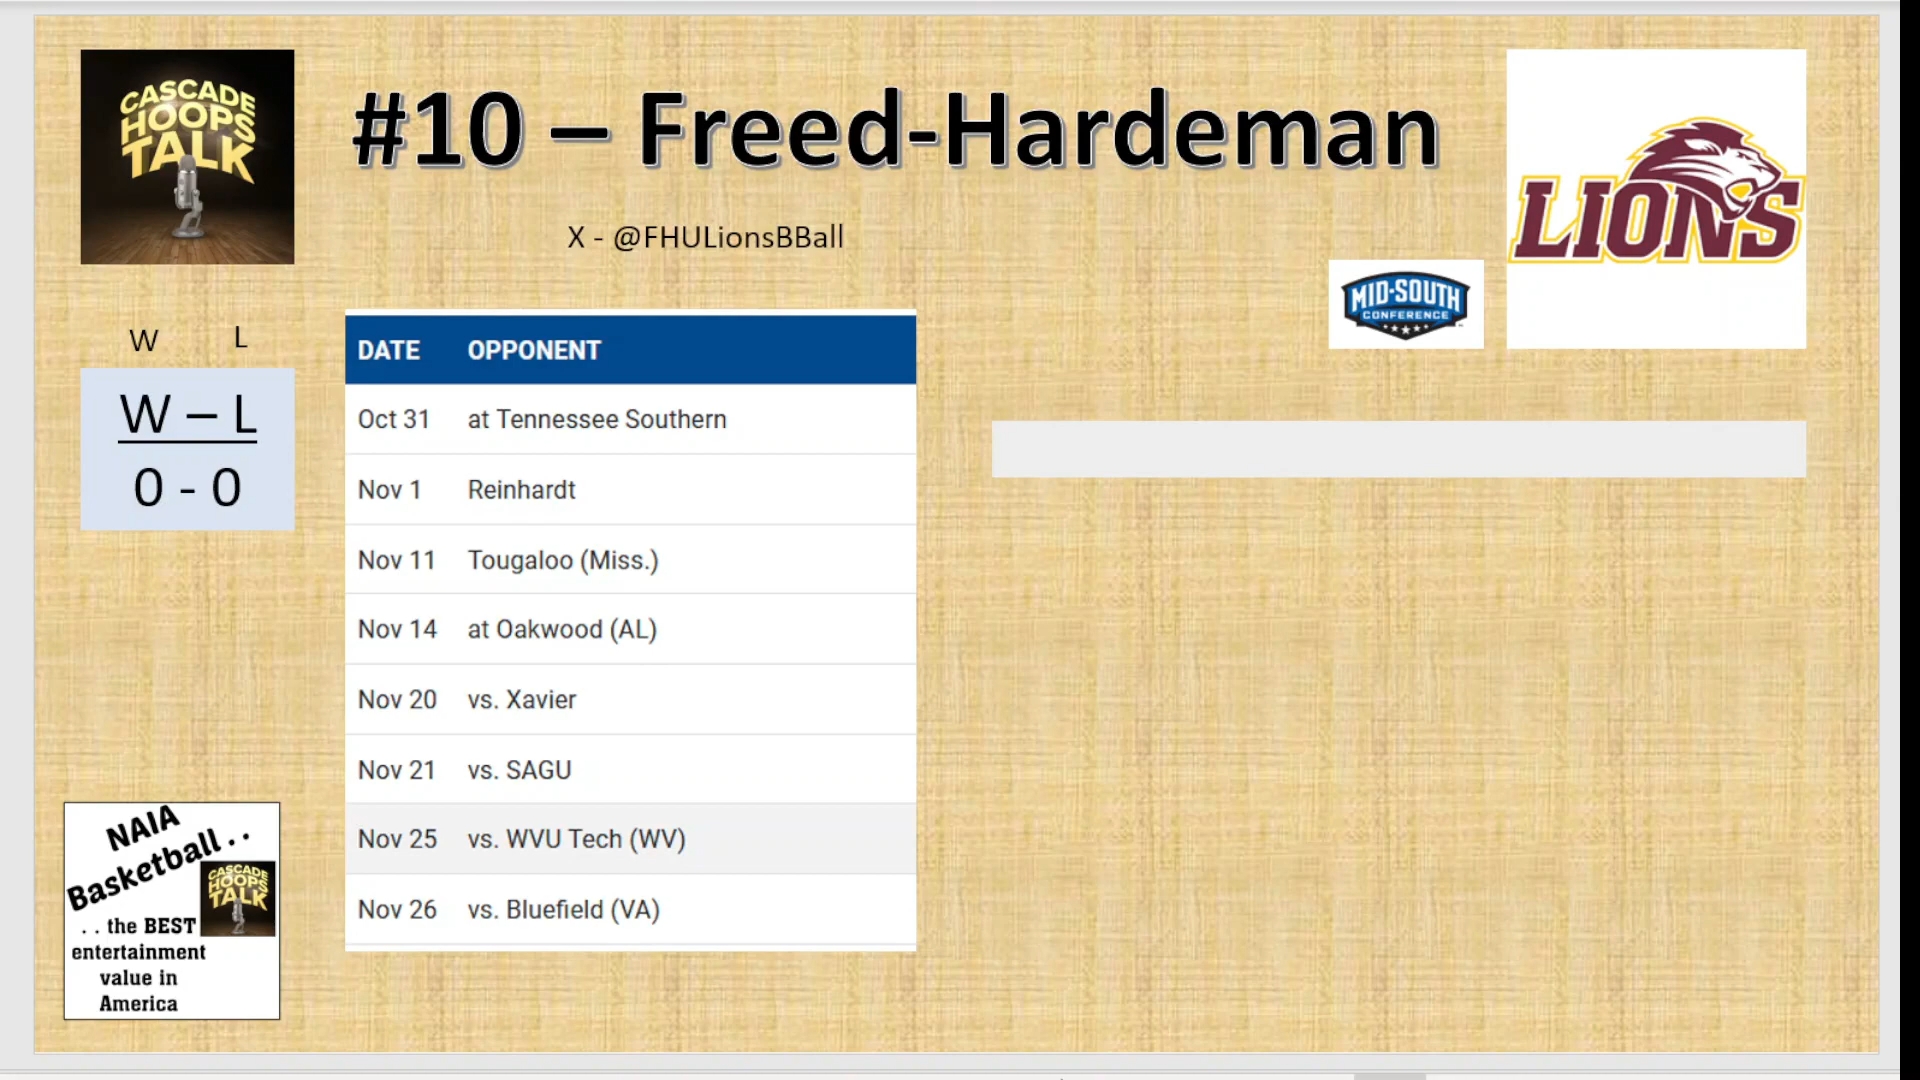 CASCADE
HOOPS
TALK
#10 – Freed-Hardeman
X - @FHULionsBBall
LIONS
MID-SOUTH
CONFERENCE
W L
W – L
0 - 0
DATE OPPONENT
Oct 31 at Tennessee Southern
Nov 1 Reinhardt
Nov 11 Tougaloo (Miss.)
Nov 14 at Oakwood (AL)
Nov 20 vs. Xavier
Nov 21 vs. SAGU
Nov 25 vs. WVU Tech (WV)
Nov 26 vs. Bluefield (VA)
NAIA
Basketball . .
CASCADE
HOOPS
TALK
. . the BEST
entertainment
value in
America